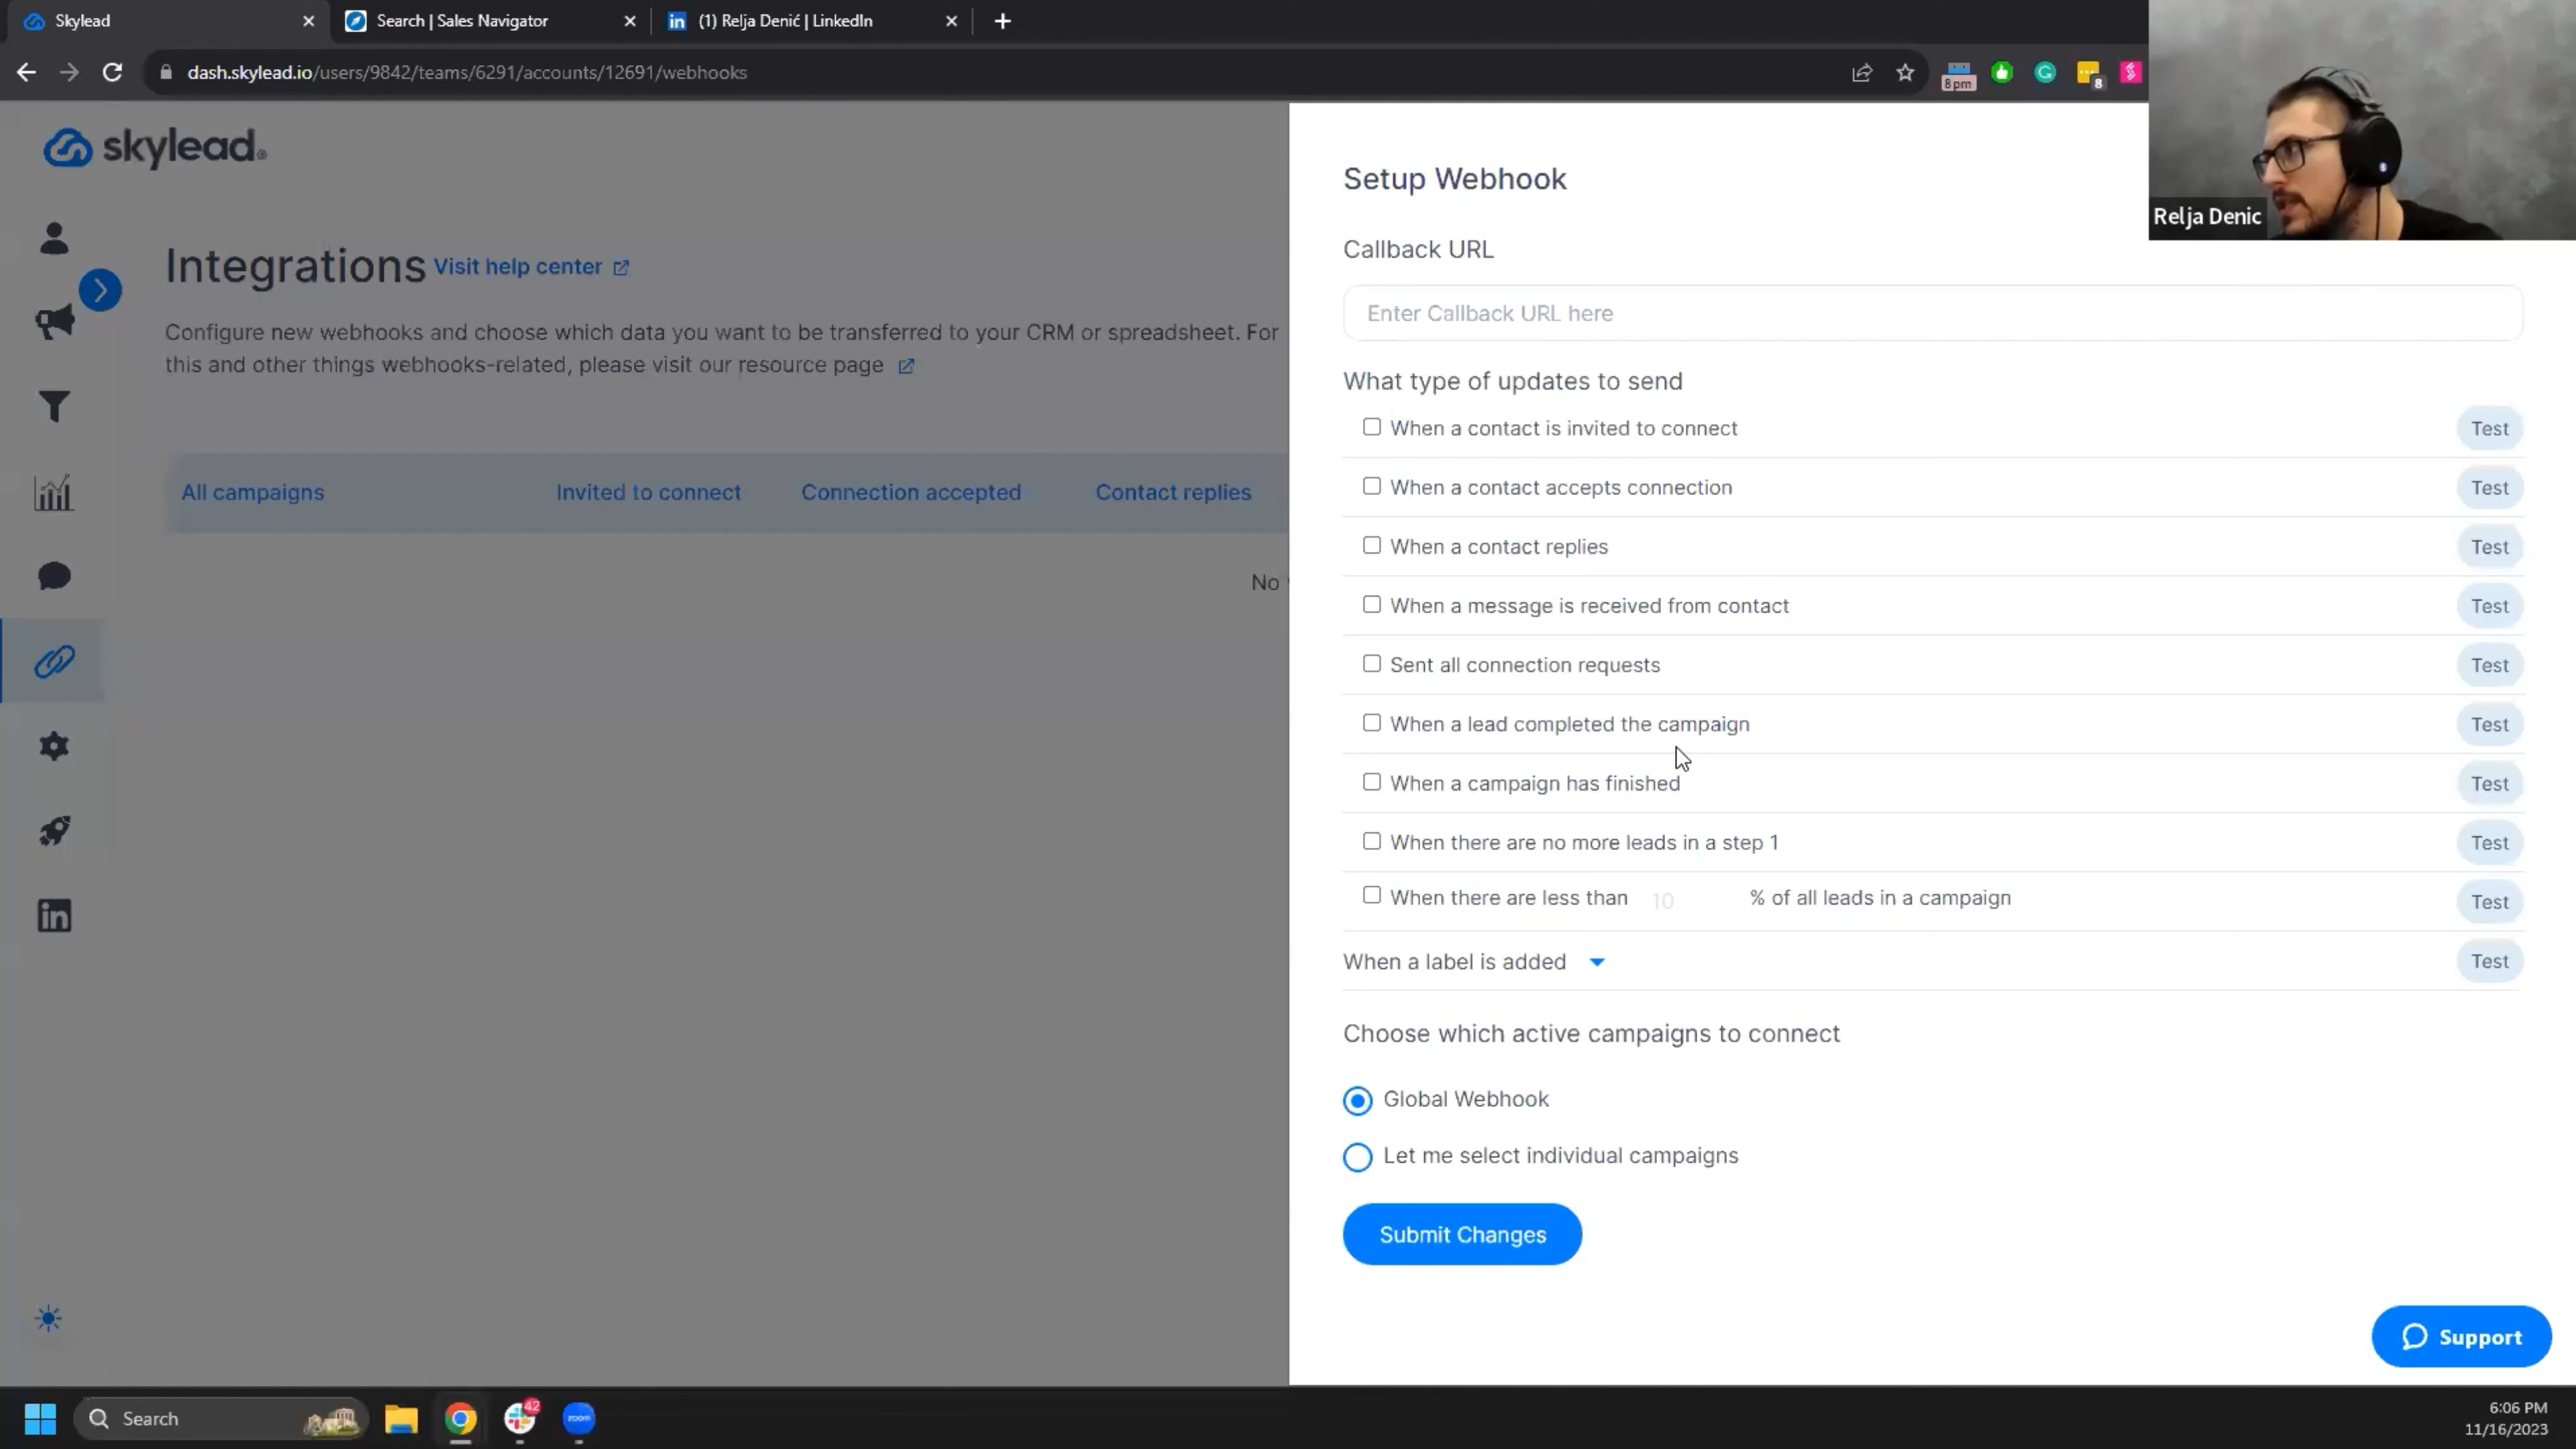 Skylead
Search | Sales Navigator
(1) Relja Denić | LinkedIn
dash.skylead.io/users/9842/teams/6291/accounts/12691/webhooks
8pm
8
skylead
Relja Denic
Integrations Visit help center
Configure new webhooks and choose which data you want to be transferred to your CRM or spreadsheet. For
this and other things webhooks-related, please visit our resource page
All campaigns Invited to connect Connection accepted Contact replies
No
Setup Webhook
Callback URL
Enter Callback URL here
What type of updates to send
When a contact is invited to connect Test
When a contact accepts connection Test
When a contact replies Test
When a message is received from contact Test
Sent all connection requests Test
When a lead completed the campaign Test
When a campaign has finished Test
When there are no more leads in a step 1 Test
When there are less than 10 % of all leads in a campaign Test
When a label is added Test
Choose which active campaigns to connect
Global Webhook
Let me select individual campaigns
Submit Changes
Support
Search
42
zoom
6:06 PM
11/16/2023